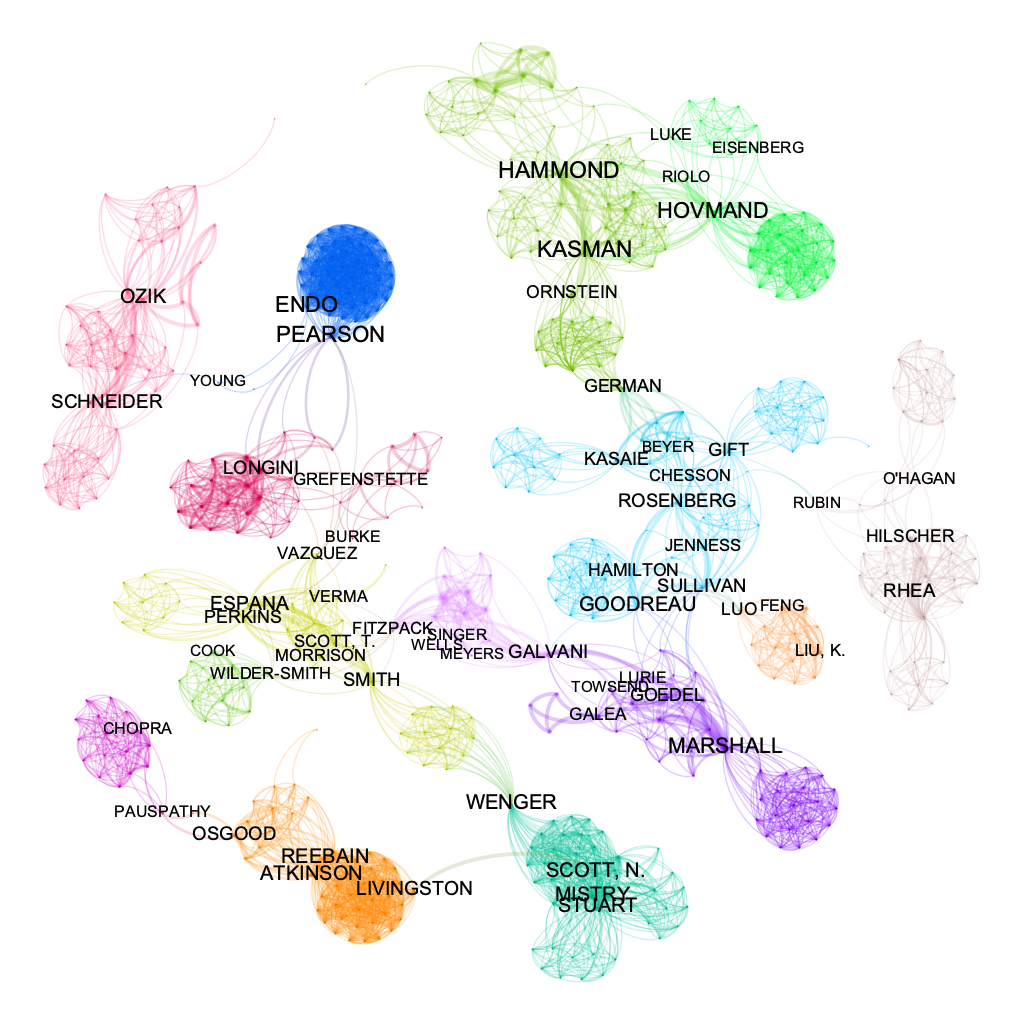 LUKE
EISENBERG
HAMMOND
RIOLO
HOVMAND
KASMAN
ORNSTEIN
OZIK
ENDO
PEARSON
YOUNG
GERMAN
SCHNEIDER
BEYER
GIFT
KASAIE
LONGINI
GREFENSTETTE
CHESSON
O'HAGAN
ROSENBERG
RUBIN
BURKE
HILSCHER
VAZQUEZ
JENNESS
HAMILTON
SULLIVAN
RHEA
VERMA
ESPANA
GOODREAU
LUO
FENG
PERKINS
FITZPACK
SINGER
SCOTT, T.
WELLS
COOK
MORRISON
MEYERS
GALVANI
LIU, K.
WILDER-SMITH
SMITH
LURIE
TOWSEND
GOEDEL
GALEA
CHOPRA
MARSHALL
WENGER
PAUSPATHY
OSGOOD
REEBAIN
ATKINSON
SCOTT, N.
LIVINGSTON
MISTRY
STUART